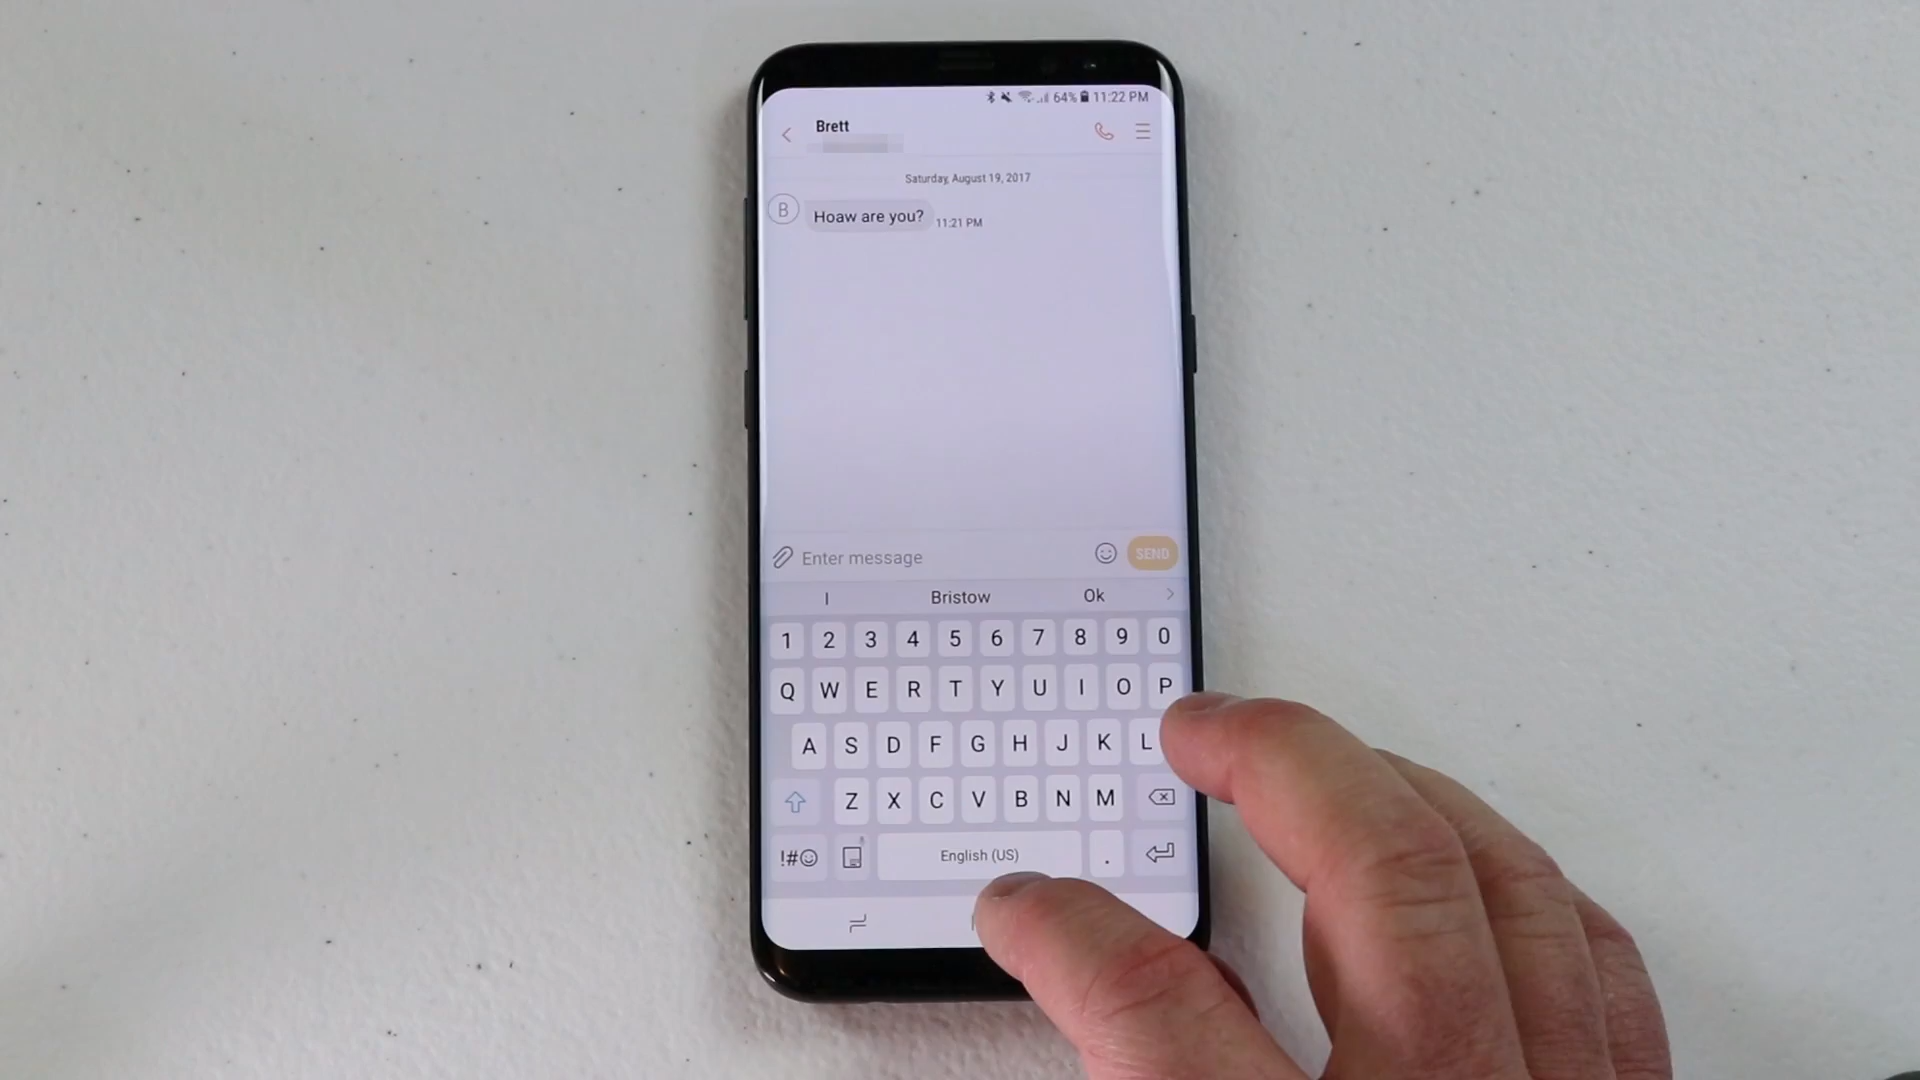 64% 11:22 PM
Brett
Saturday, August 19, 2017
B
Hoaw are you?
11:21 PM
Enter message
SEND
I Bristow Ok
1 2 3 4 5 6 7 8 9 0
Q W E R T Y U I O P
A S D F G H J K L
Z X C V B N M
!#☺ English (US) .